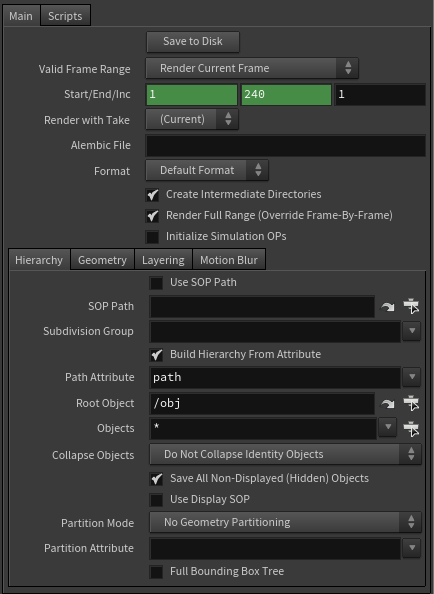 Main Scripts
Save to Disk
Valid Frame Range Render Current Frame
Start/End/Inc 1 240 1
Render with Take (Current)
Alembic File
Format Default Format
Create Intermediate Directories
Render Full Range (Override Frame-By-Frame)
Initialize Simulation OPs
Hierarchy Geometry Layering Motion Blur
Use SOP Path
SOP Path
Subdivision Group
Build Hierarchy From Attribute
Path Attribute path
Root Object /obj
Objects *
Collapse Objects Do Not Collapse Identity Objects
Save All Non-Displayed (Hidden) Objects
Use Display SOP
Partition Mode No Geometry Partitioning
Partition Attribute
Full Bounding Box Tree